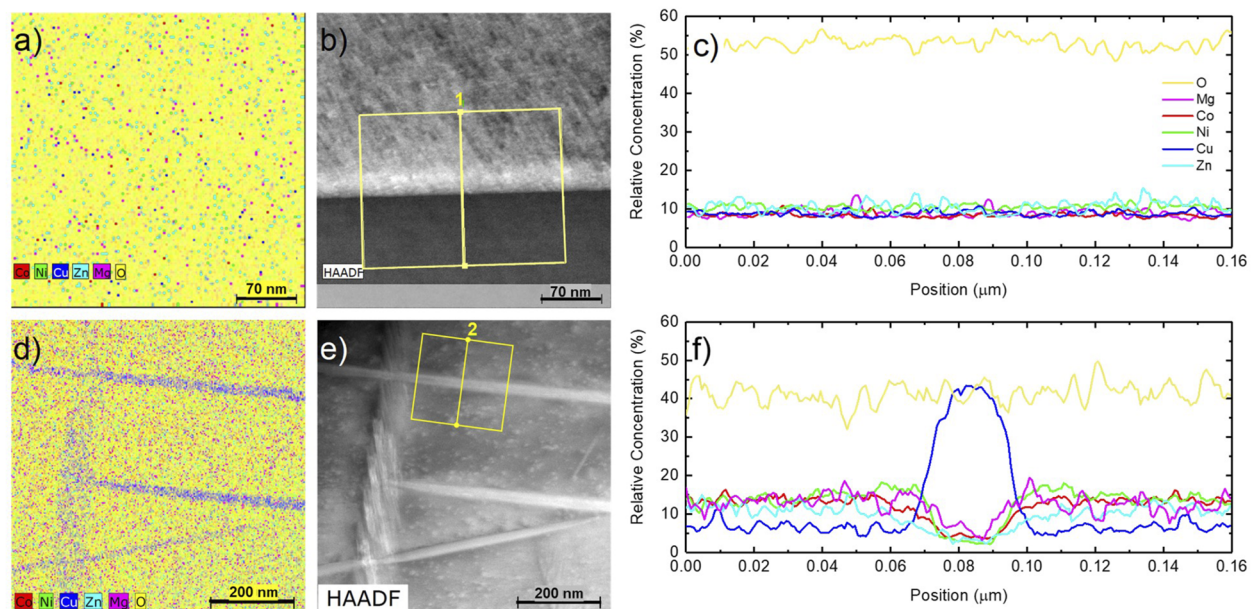 a)
Co Ni Cu Zn Mg O
70 nm
b)
1
HAADF
70 nm
c)
Relative Concentration (%)
60
50
40
30
20
10
0
O
Mg
Co
Ni
Cu
Zn
0.00 0.02 0.04 0.06 0.08 0.10 0.12 0.14 0.16
Position (μm)
d)
Co Ni Cu Zn Mg O
200 nm
e)
2
HAADF
200 nm
f)
Relative Concentration (%)
60
50
40
30
20
10
0
0.00 0.02 0.04 0.06 0.08 0.10 0.12 0.14 0.16
Position (μm)